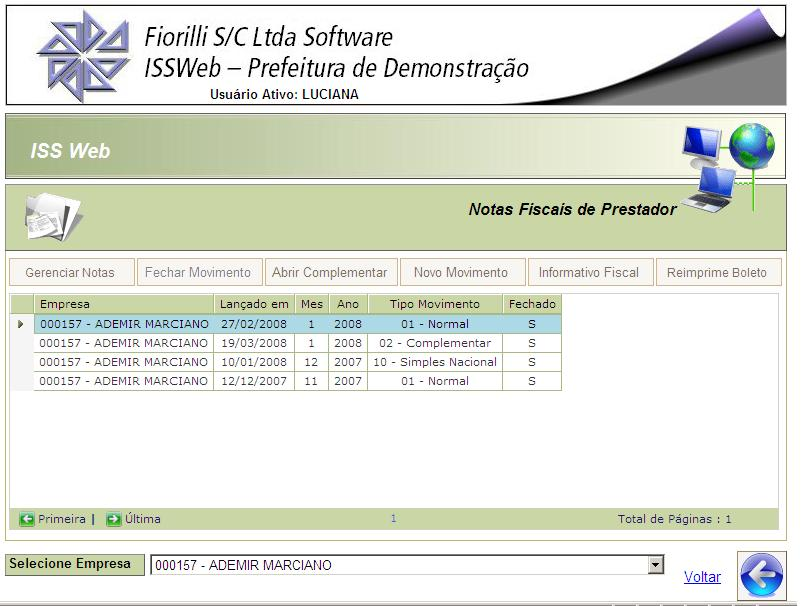 Fiorilli S/C Ltda Software
ISSWeb – Prefeitura de Demonstração
Usuário Ativo: LUCIANA
ISS Web
Notas Fiscais de Prestador
Gerenciar Notas Fechar Movimento Abrir Complementar Novo Movimento Informativo Fiscal Reimprime Boleto
Empresa Lançado em Mes Ano Tipo Movimento Fechado
000157 - ADEMIR MARCIANO 27/02/2008 1 2008 01 - Normal S
000157 - ADEMIR MARCIANO 19/03/2008 1 2008 02 - Complementar S
000157 - ADEMIR MARCIANO 10/01/2008 12 2007 10 - Simples Nacional S
000157 - ADEMIR MARCIANO 12/12/2007 11 2007 01 - Normal S
Primeira | Última 1 Total de Páginas : 1
Selecione Empresa 000157 - ADEMIR MARCIANO Voltar